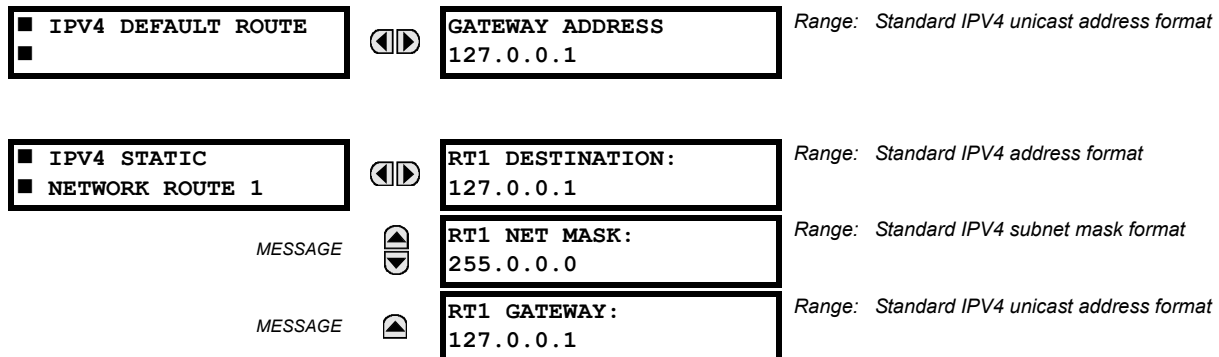 ■ IPV4 DEFAULT ROUTE
■
GATEWAY ADDRESS
127.0.0.1
Range: Standard IPV4 unicast address format
■ IPV4 STATIC
■ NETWORK ROUTE 1
RT1 DESTINATION:
127.0.0.1
Range: Standard IPV4 address format
MESSAGE
RT1 NET MASK:
255.0.0.0
Range: Standard IPV4 subnet mask format
MESSAGE
RT1 GATEWAY:
127.0.0.1
Range: Standard IPV4 unicast address format